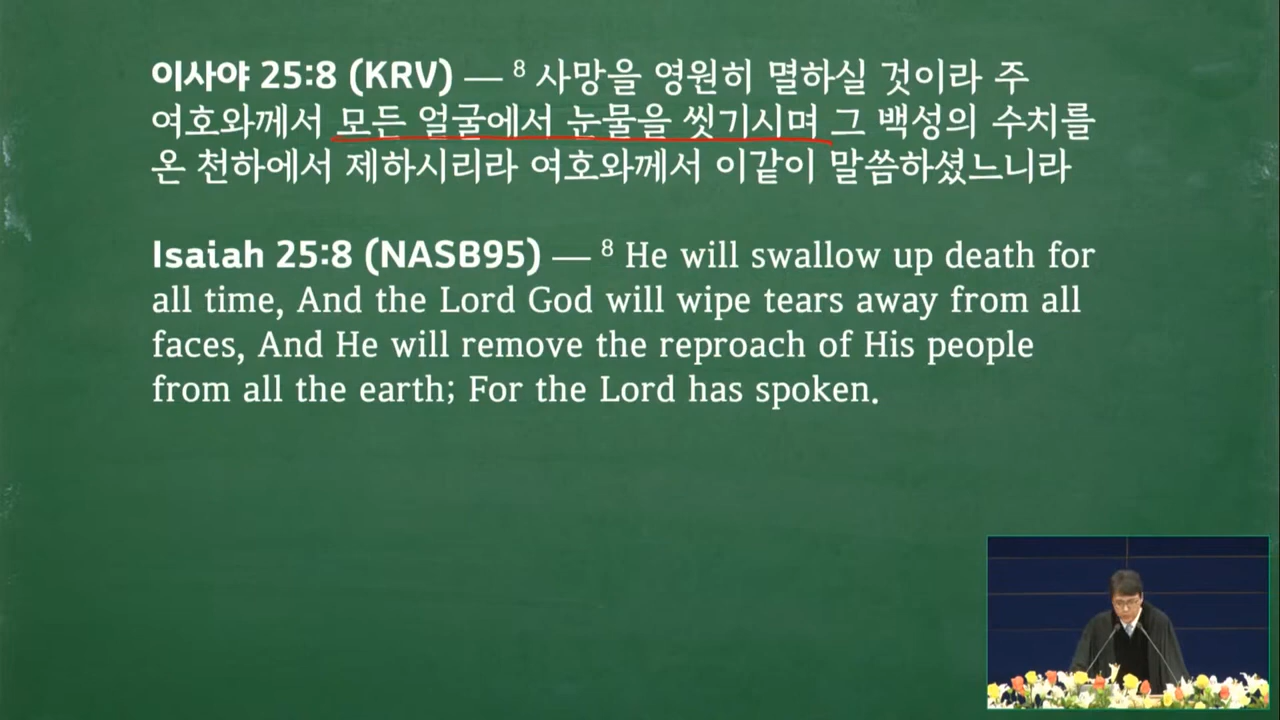 이사야 25:8 (KRV) — ⁸ 사망을 영원히 멸하실 것이라 주
여호와께서 모든 얼굴에서 눈물을 씻기시며 그 백성의 수치를
온 천하에서 제하시리라 여호와께서 이같이 말씀하셨느니라
Isaiah 25:8 (NASB95) — ⁸ He will swallow up death for
all time, And the Lord God will wipe tears away from all
faces, And He will remove the reproach of His people
from all the earth; For the Lord has spoken.